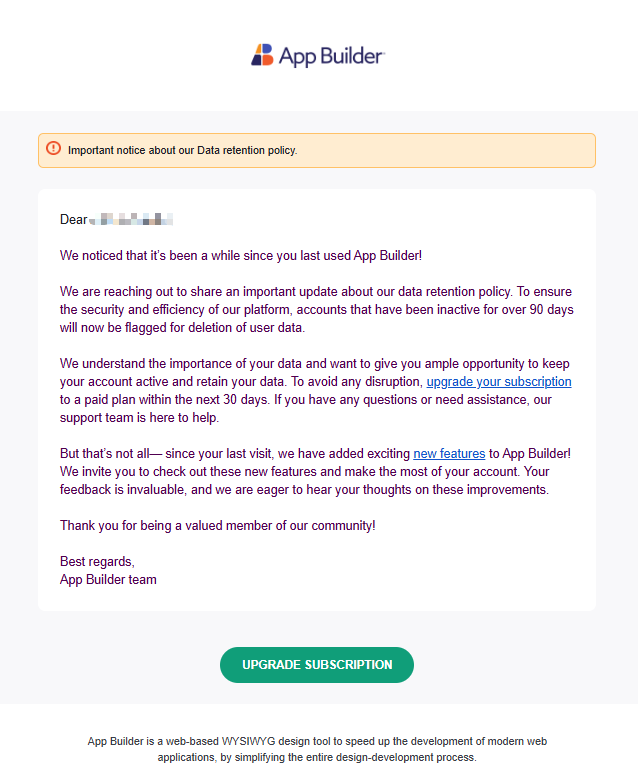 App Builder
Important notice about our Data retention policy.
Dear
We noticed that it's been a while since you last used App Builder!
We are reaching out to share an important update about our data retention policy. To ensure
the security and efficiency of our platform, accounts that have been inactive for over 90 days
will now be flagged for deletion of user data.
We understand the importance of your data and want to give you ample opportunity to keep
your account active and retain your data. To avoid any disruption, upgrade your subscription
to a paid plan within the next 30 days. If you have any questions or need assistance, our
support team is here to help.
But that's not all— since your last visit, we have added exciting new features to App Builder!
We invite you to check out these new features and make the most of your account. Your
feedback is invaluable, and we are eager to hear your thoughts on these improvements.
Thank you for being a valued member of our community!
Best regards,
App Builder team
UPGRADE SUBSCRIPTION
App Builder is a web-based WYSIWYG design tool to speed up the development of modern web
applications, by simplifying the entire design-development process.